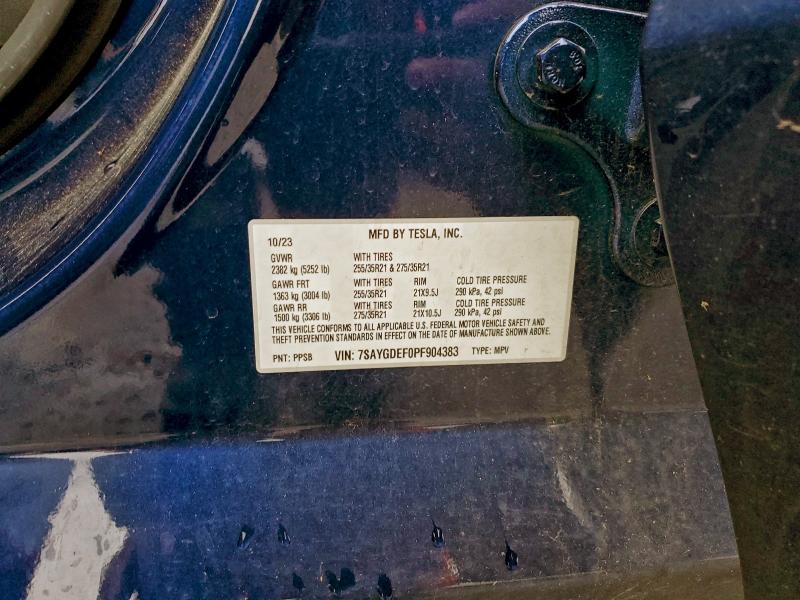 10/23 MFD BY TESLA, INC.
GVWR WITH TIRES
2382 kg (5252 lb) 255/35R21 & 275/35R21
GAWR FRT WITH TIRES RIM COLD TIRE PRESSURE
1363 kg (3004 lb) 255/35R21 21X9.5J 290 kPa, 42 psi
GAWR RR WITH TIRES RIM COLD TIRE PRESSURE
1500 kg (3306 lb) 275/35R21 21X10.5J 290 kPa, 42 psi
THIS VEHICLE CONFORMS TO ALL APPLICABLE U.S. FEDERAL MOTOR VEHICLE SAFETY AND
THEFT PREVENTION STANDARDS IN EFFECT ON THE DATE OF MANUFACTURE SHOWN ABOVE.
PNT: PPSB VIN: 7SAYGDEF0PF904383 TYPE: MPV